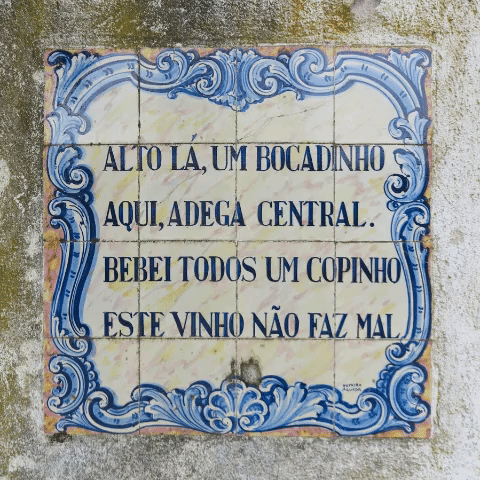 ALTO LÁ, UM BOCADINHO
AQUI, ADEGA CENTRAL.
BEBEI TODOS UM COPINHO
ESTE VINHO NÃO FAZ MAL